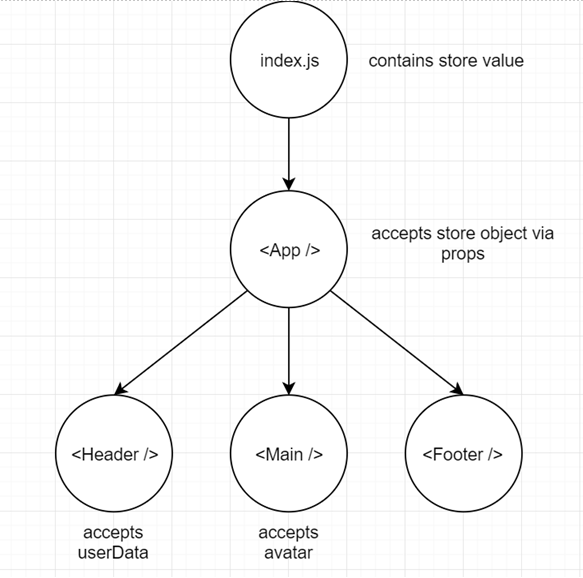 index.js
contains store value
<App />
accepts store object via
props
<Header />
<Main />
<Footer />
accepts
userData
accepts
avatar